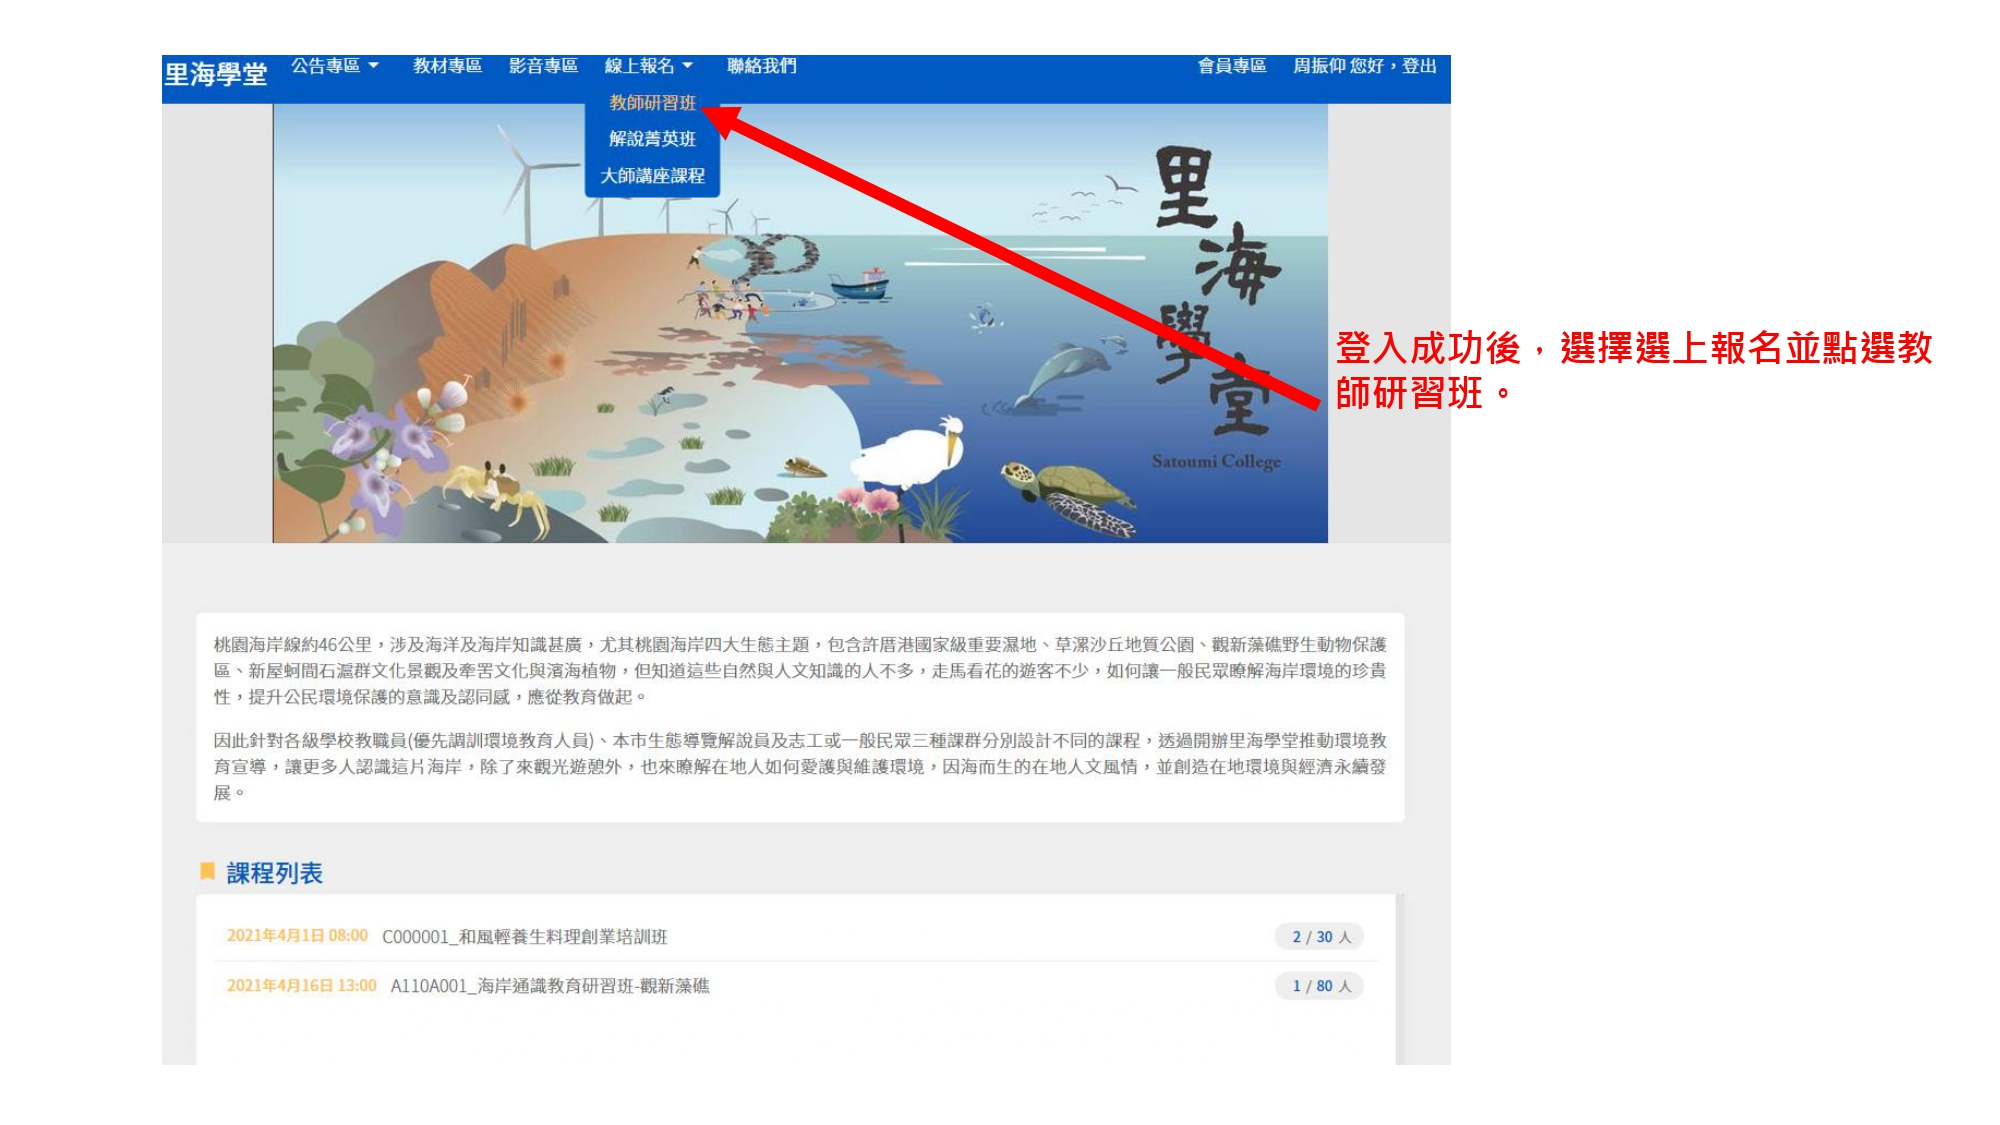 里海學堂 公告專區 教材專區 影音專區 線上報名 聯絡我們 會員專區 周振仰 您好，登出
教師研習班
解說菁英班
大師講座課程
里海學堂
Satoumi College
登入成功後，選擇選上報名並點選教
師研習班。
桃園海岸線約46公里，涉及海洋及海岸知識甚廣，尤其桃園海岸四大生態主題，包含許厝港國家級重要濕地、草漯沙丘地質公園、觀新藻礁野生動物保護
區、新屋蚵間石滬群文化景觀及牽罟文化與濱海植物，但知道這些自然與人文知識的人不多，走馬看花的遊客不少，如何讓一般民眾瞭解海岸環境的珍貴
性，提升公民環境保護的意識及認同感，應從教育做起。
因此針對各級學校教職員(優先調訓環境教育人員)、本市生態導覽解說員及志工或一般民眾三種課群分別設計不同的課程，透過開辦里海學堂推動環境教
育宣導，讓更多人認識這片海岸，除了來觀光遊憩外，也來瞭解在地人如何愛護與維護環境，因海而生的在地人文風情，並創造在地環境與經濟永續發
展。
課程列表
2021年4月1日 08:00 C000001_和風輕養生料理創業培訓班 2 / 30 人
2021年4月16日 13:00 A110A001_海岸通識教育研習班-觀新藻礁 1 / 80 人